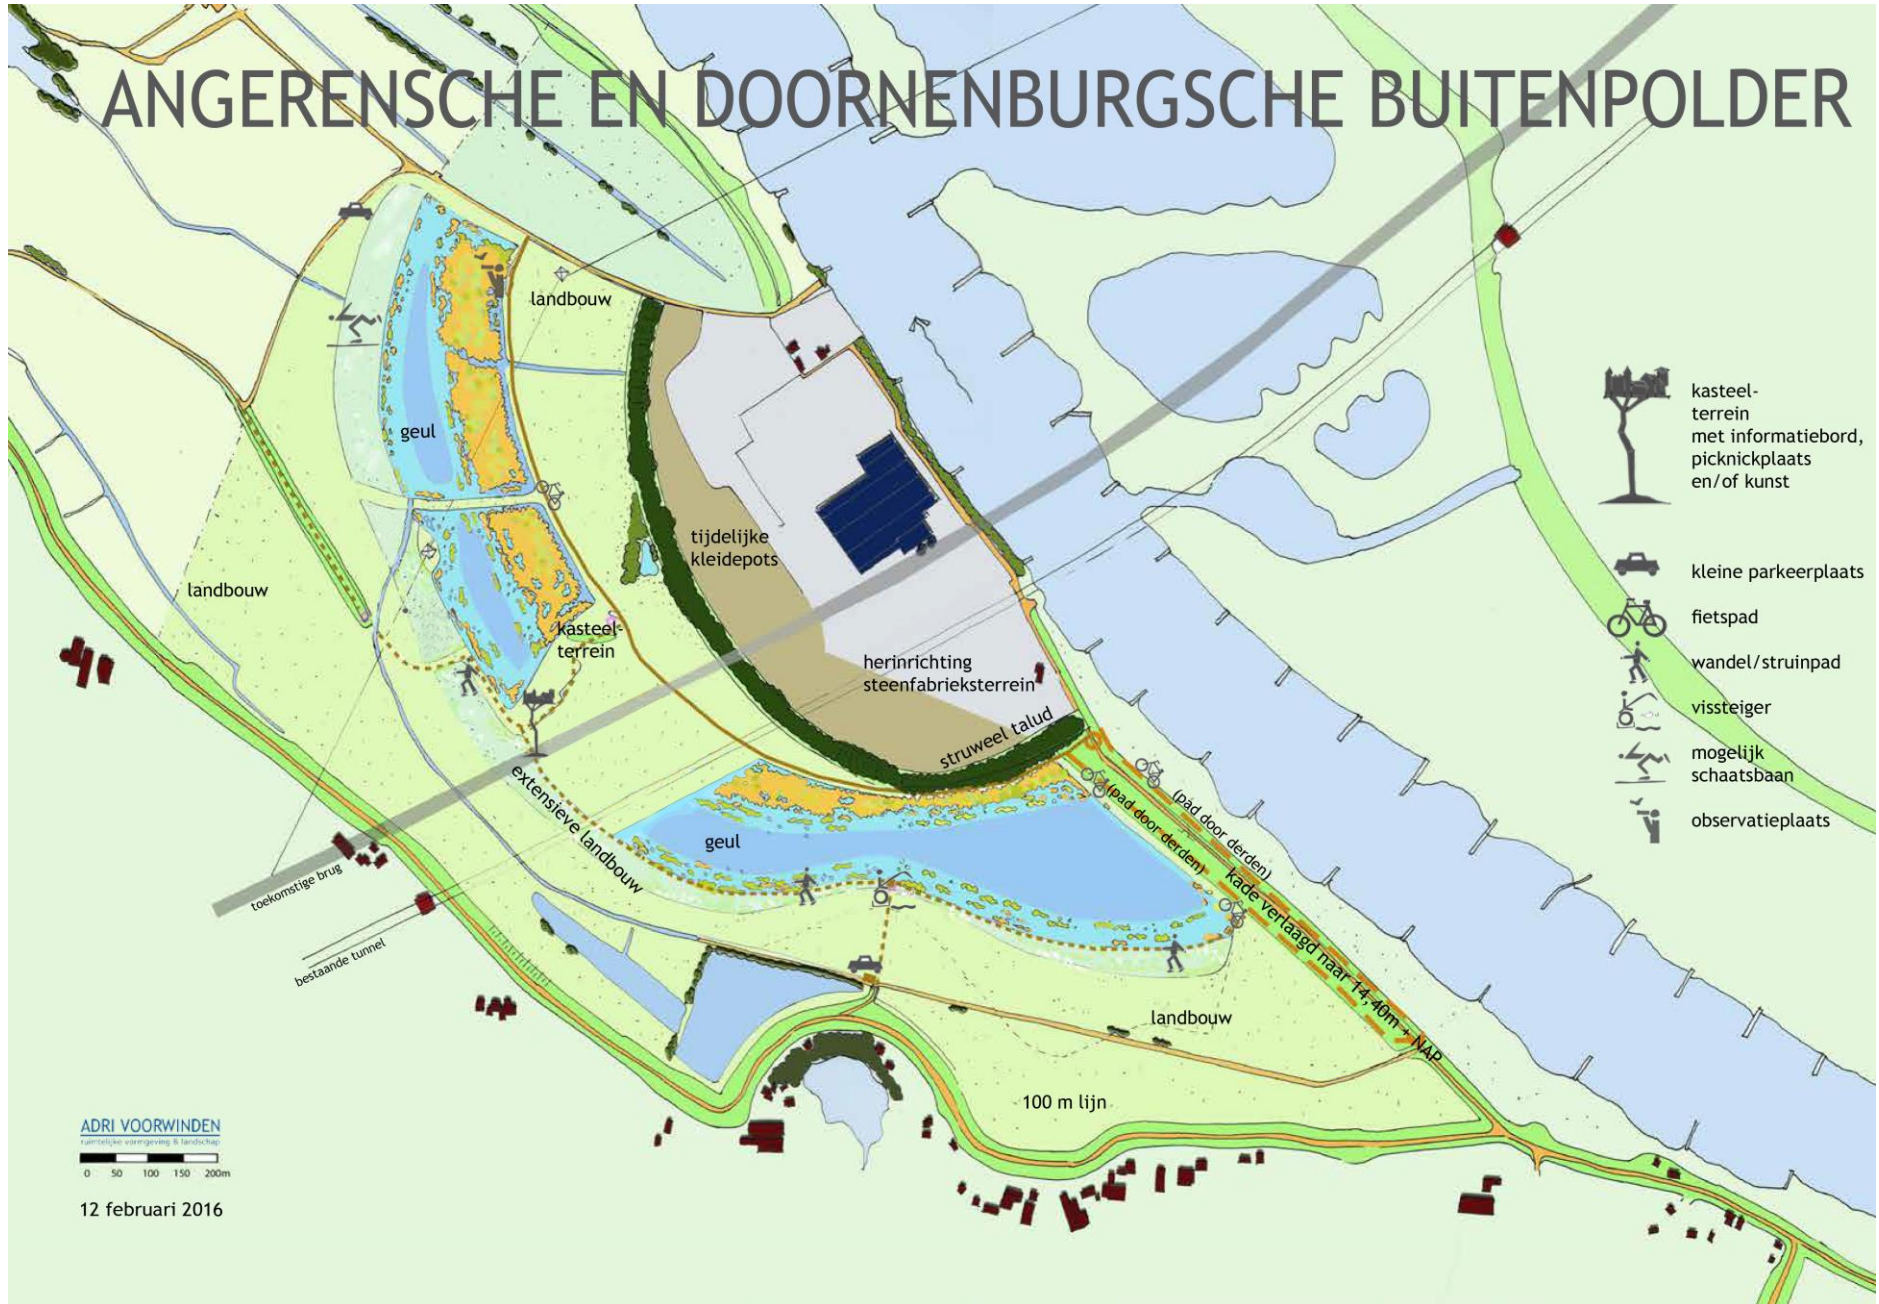 ANGERENSCHE EN DOORNENBURGSCHE BUITENPOLDER
landbouw
geul
tijdelijke
kleidepots
landbouw
kasteel-
terrein
herinrichting
steenfabrieksterrein
struweel talud
extensieve landbouw
geul
(pad door derden)
(pad door derden)
kade verlaagd naar 14,40m + NAP
toekomstige brug
bestaande tunnel
landbouw
100 m lijn
kasteel-
terrein
met informatiebord,
picknickplaats
en/of kunst
kleine parkeerplaats
fietspad
wandel/struinpad
vissteiger
mogelijk
schaatsbaan
observatieplaats
ADRI VOORWINDEN
ruimtelijke vormgeving & landschap
0 50 100 150 200m
12 februari 2016